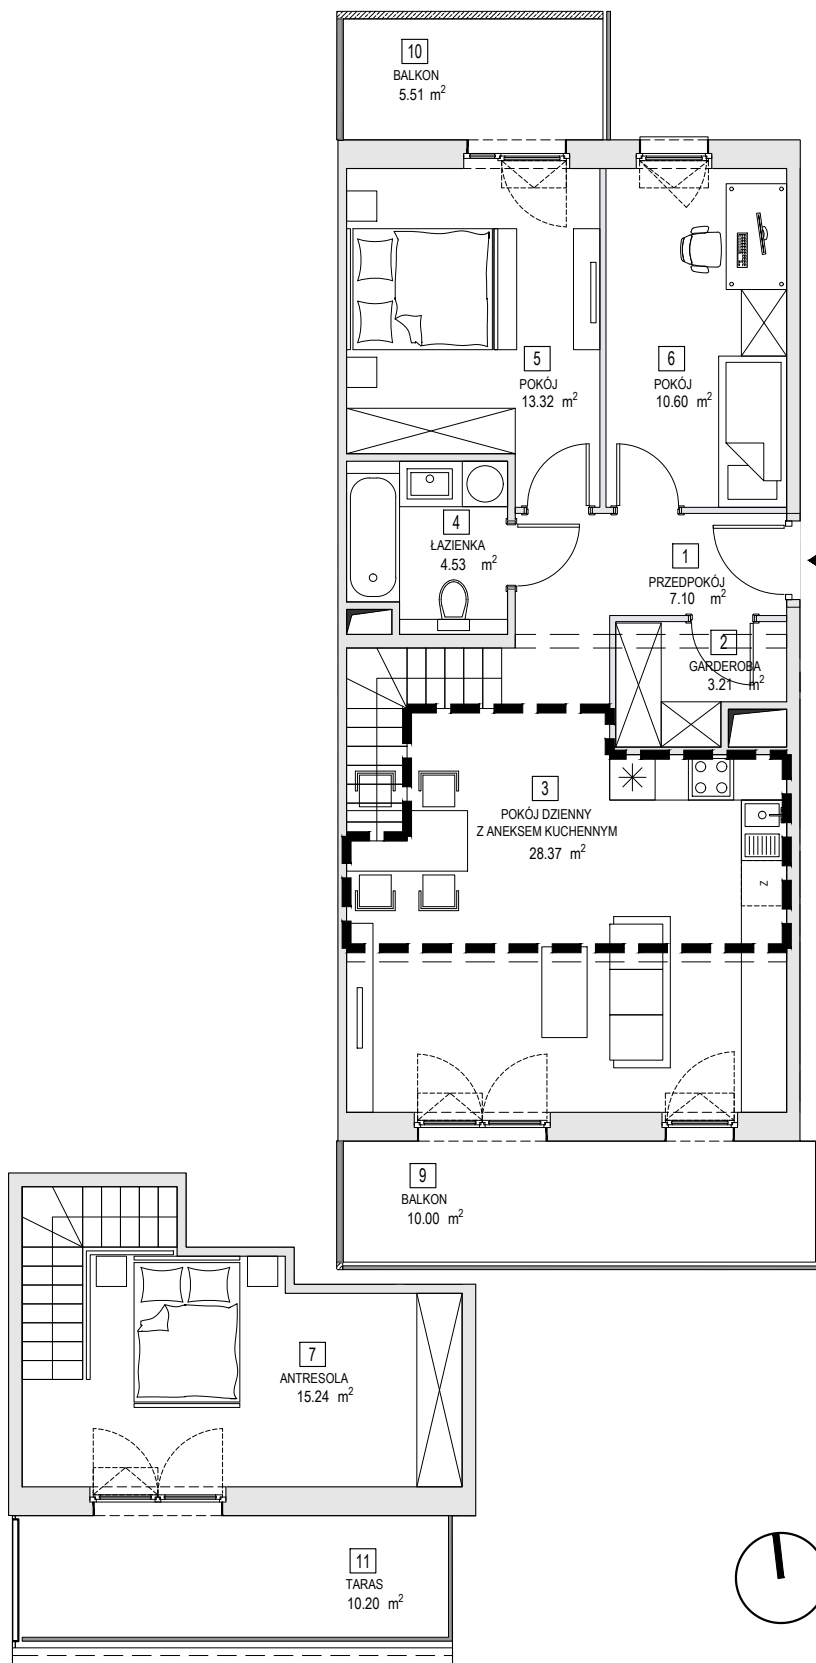 10
BALKON
5.51 m²
5
POKÓJ
13.32 m²
6
POKÓJ
10.60 m²
4
ŁAZIENKA
4.53 m²
1
PRZEDPOKÓJ
7.10 m²
2
GARDEROBA
3.21 m²
3
POKÓJ DZIENNY
Z ANEKSEM KUCHENNYM
28.37 m²
Z
9
BALKON
10.00 m²
7
ANTRESOLA
15.24 m²
11
TARAS
10.20 m²